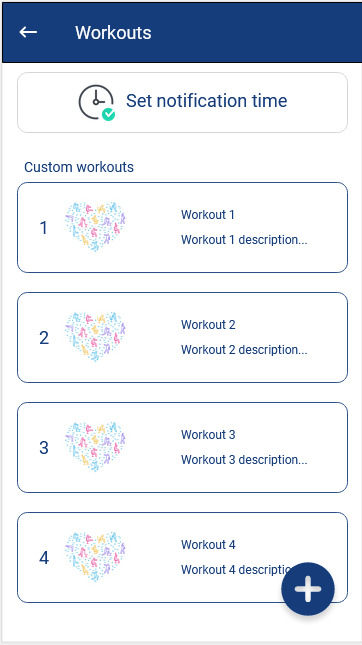 Workouts
Set notification time
Custom workouts
1
Workout 1
Workout 1 description...
2
Workout 2
Workout 2 description...
3
Workout 3
Workout 3 description...
4
Workout 4
Workout 4 descriptio